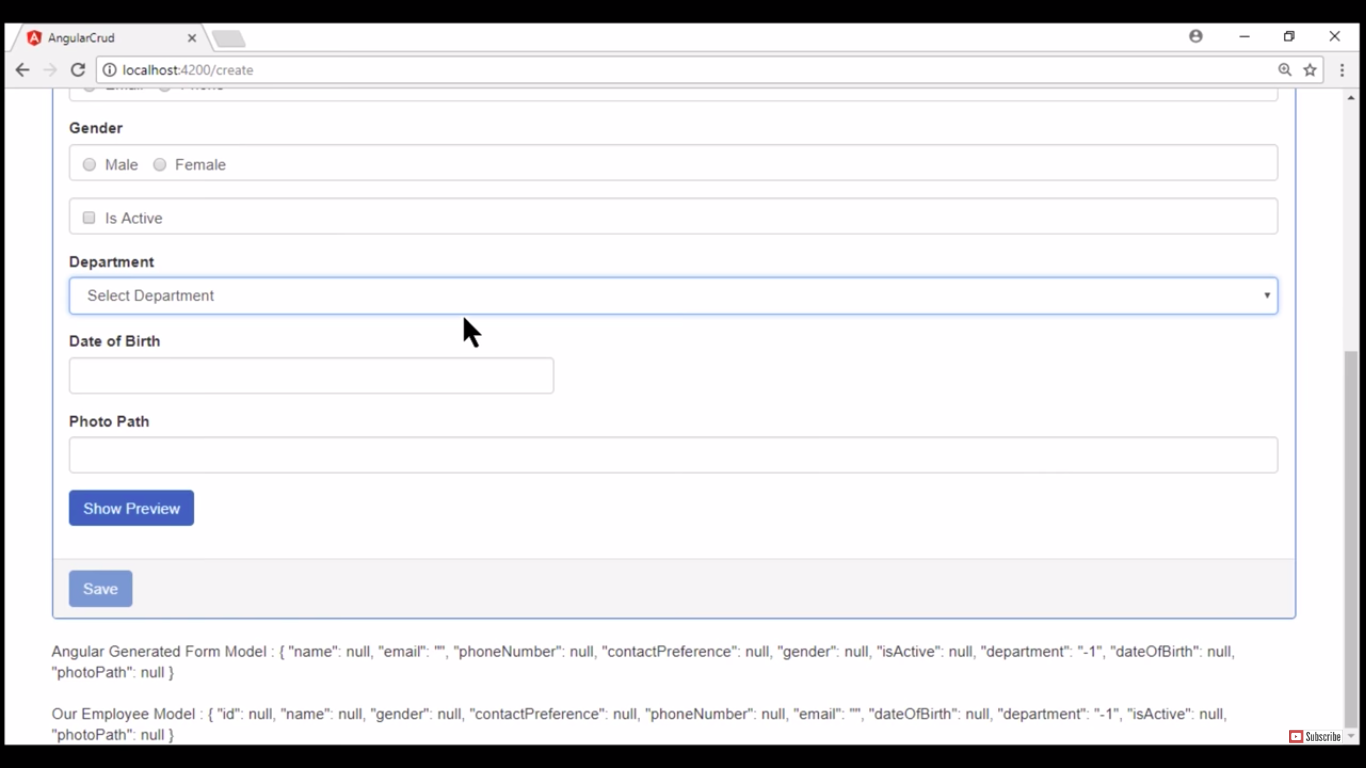 AngularCrud
localhost:4200/create
Email Phone
Gender
Male Female
Is Active
Department
Select Department
Date of Birth
Photo Path
Show Preview
Save
Angular Generated Form Model : { "name": null, "email": "", "phoneNumber": null, "contactPreference": null, "gender": null, "isActive": null, "department": "-1", "dateOfBirth": null,
"photoPath": null }
Our Employee Model : { "id": null, "name": null, "gender": null, "contactPreference": null, "phoneNumber": null, "email": "", "dateOfBirth": null, "department": "-1", "isActive": null,
"photoPath": null }
Subscribe